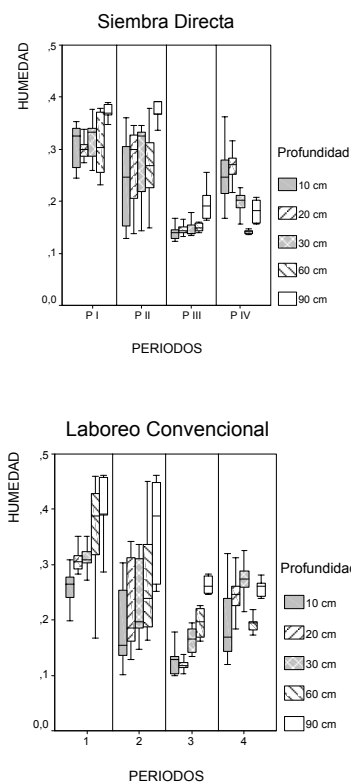 Siembra Directa
HUMEDAD
,5
,4
,3
,2
,1
0,0
P I P II P III P IV
PERIODOS
Profundidad
10 cm
20 cm
30 cm
60 cm
90 cm
Laboreo Convencional
HUMEDAD
,5
,4
,3
,2
,1
0,0
1 2 3 4
PERIODOS
Profundidad
10 cm
20 cm
30 cm
60 cm
90 cm